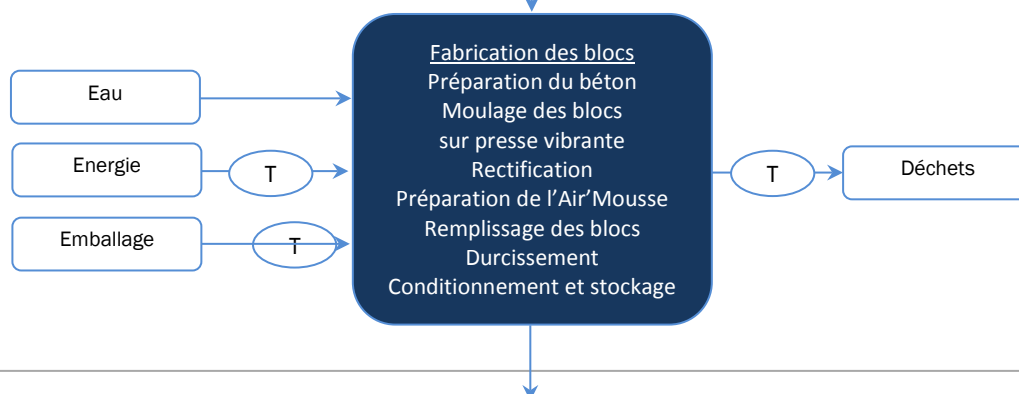 Fabrication des blocs
Préparation du béton
Moulage des blocs
sur presse vibrante
Rectification
Préparation de l'Air'Mousse
Remplissage des blocs
Durcissement
Conditionnement et stockage
Eau
Energie
T
Emballage
T
T
Déchets